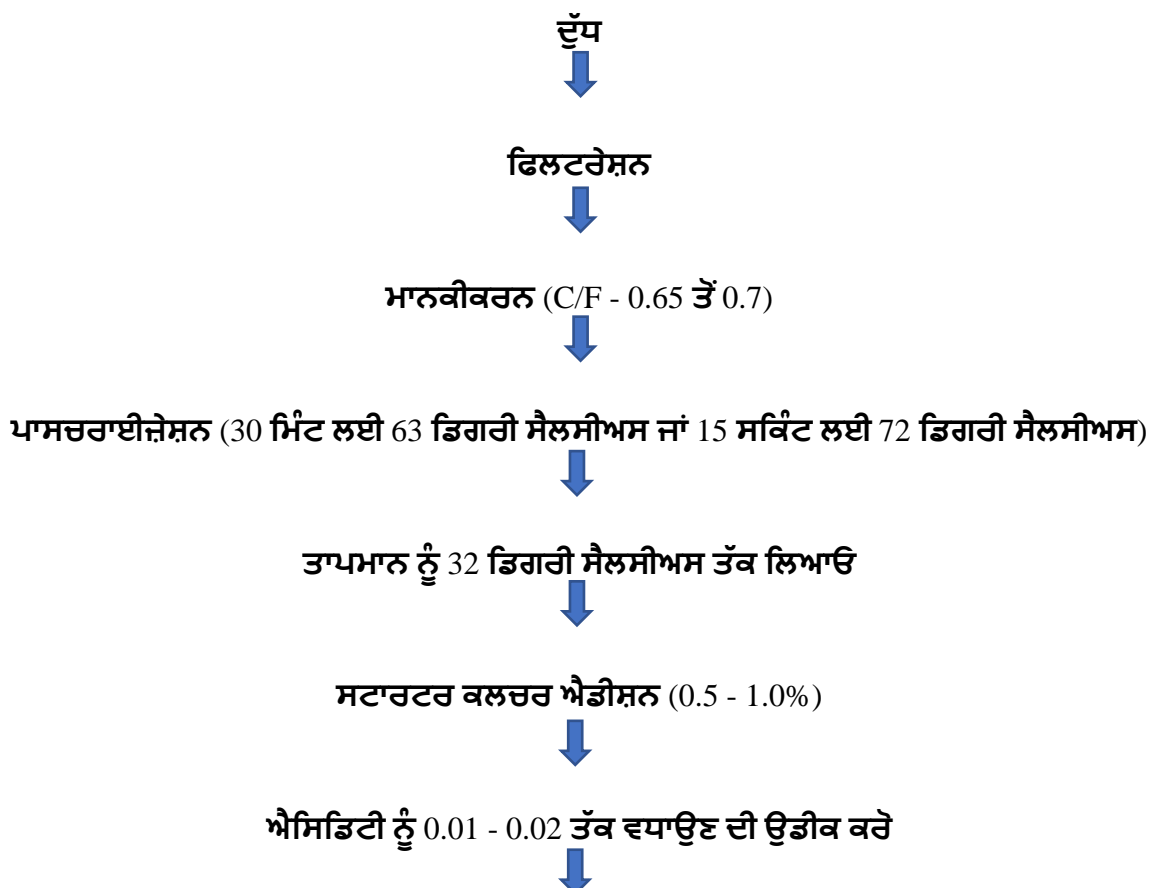 ਦੁੱਧ
ਫਿਲਟਰੇਸ਼ਨ
ਮਾਨਕੀਕਰਨ (C/F - 0.65 ਤੋਂ 0.7)
ਪਾਸਚਰਾਈਜ਼ੇਸ਼ਨ (30 ਮਿੰਟ ਲਈ 63 ਡਿਗਰੀ ਸੈਲਸੀਅਸ ਜਾਂ 15 ਸਕਿੰਟ ਲਈ 72 ਡਿਗਰੀ ਸੈਲਸੀਅਸ)
ਤਾਪਮਾਨ ਨੂੰ 32 ਡਿਗਰੀ ਸੈਲਸੀਅਸ ਤੱਕ ਲਿਆਓ
ਸਟਾਰਟਰ ਕਲਚਰ ਐਡੀਸ਼ਨ (0.5 - 1.0%)
ਐਸਿਡਿਟੀ ਨੂੰ 0.01 - 0.02 ਤੱਕ ਵਧਾਉਣ ਦੀ ਉਡੀਕ ਕਰੋ